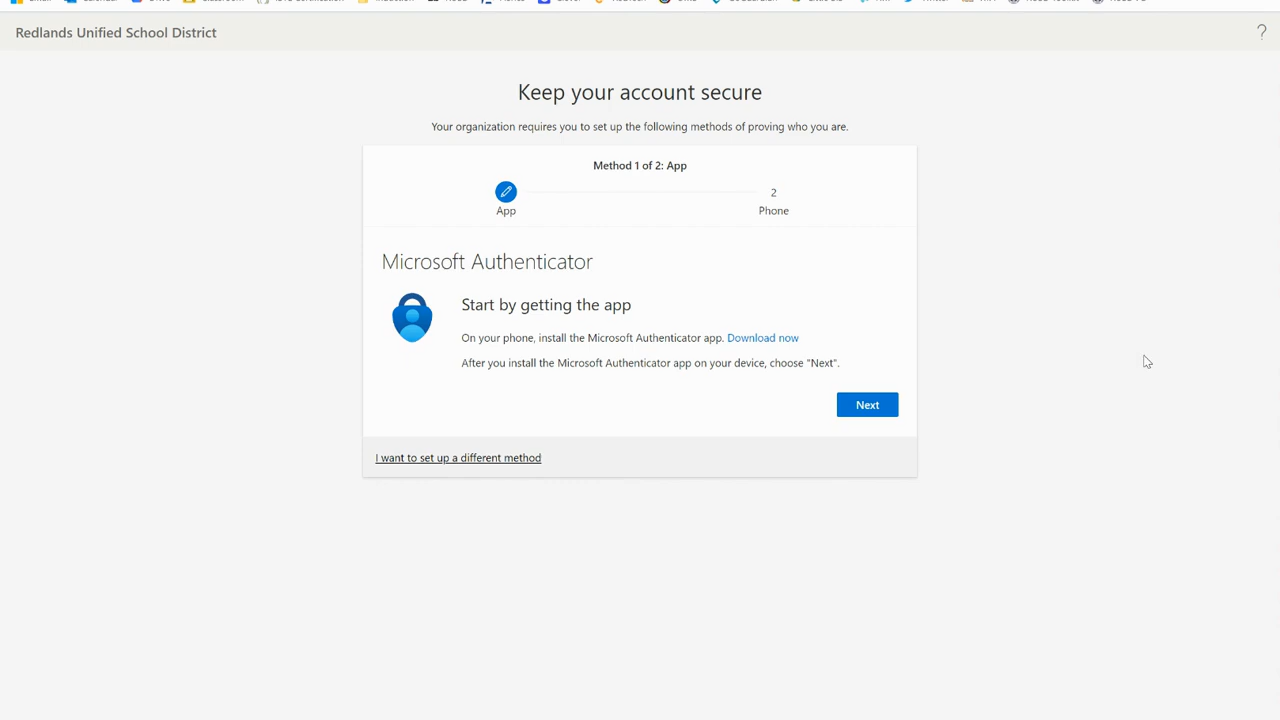 Redlands Unified School District
?
Keep your account secure
Your organization requires you to set up the following methods of proving who you are.
Method 1 of 2: App
2
App
Phone
Microsoft Authenticator
Start by getting the app
On your phone, install the Microsoft Authenticator app. Download now
After you install the Microsoft Authenticator app on your device, choose "Next".
Next
I want to set up a different method